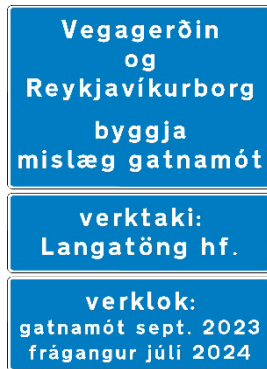 Vegagerðin
og
Reykjavíkurborg
byggja
mislæg gatnamót
verktaki:
Langatöng hf.
verklok:
gatnamót sept. 2023
frágangur júlí 2024